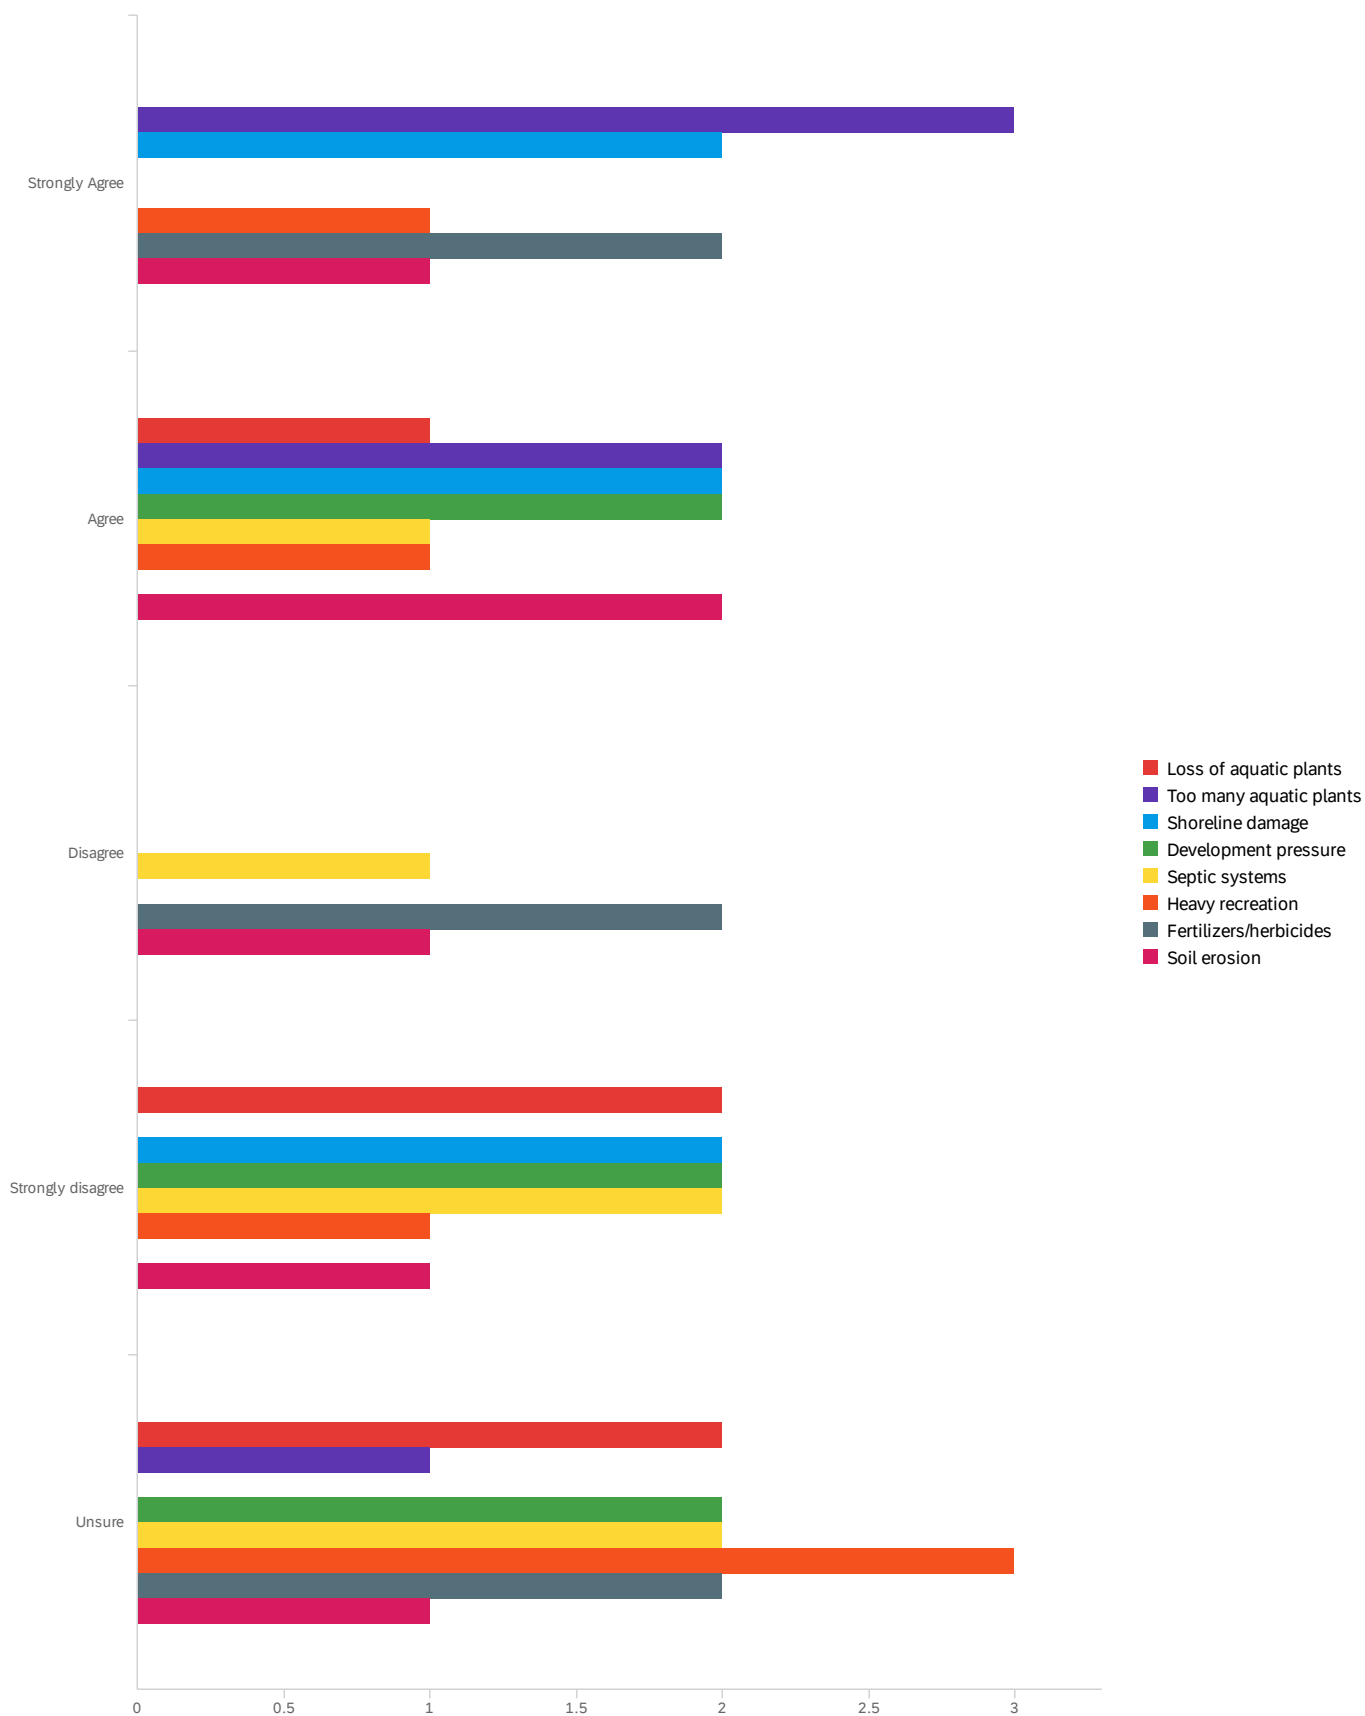 Strongly Agree
Agree
Disagree
Strongly disagree
Unsure
0 0.5 1 1.5 2 2.5 3
Loss of aquatic plants
Too many aquatic plants
Shoreline damage
Development pressure
Septic systems
Heavy recreation
Fertilizers/herbicides
Soil erosion